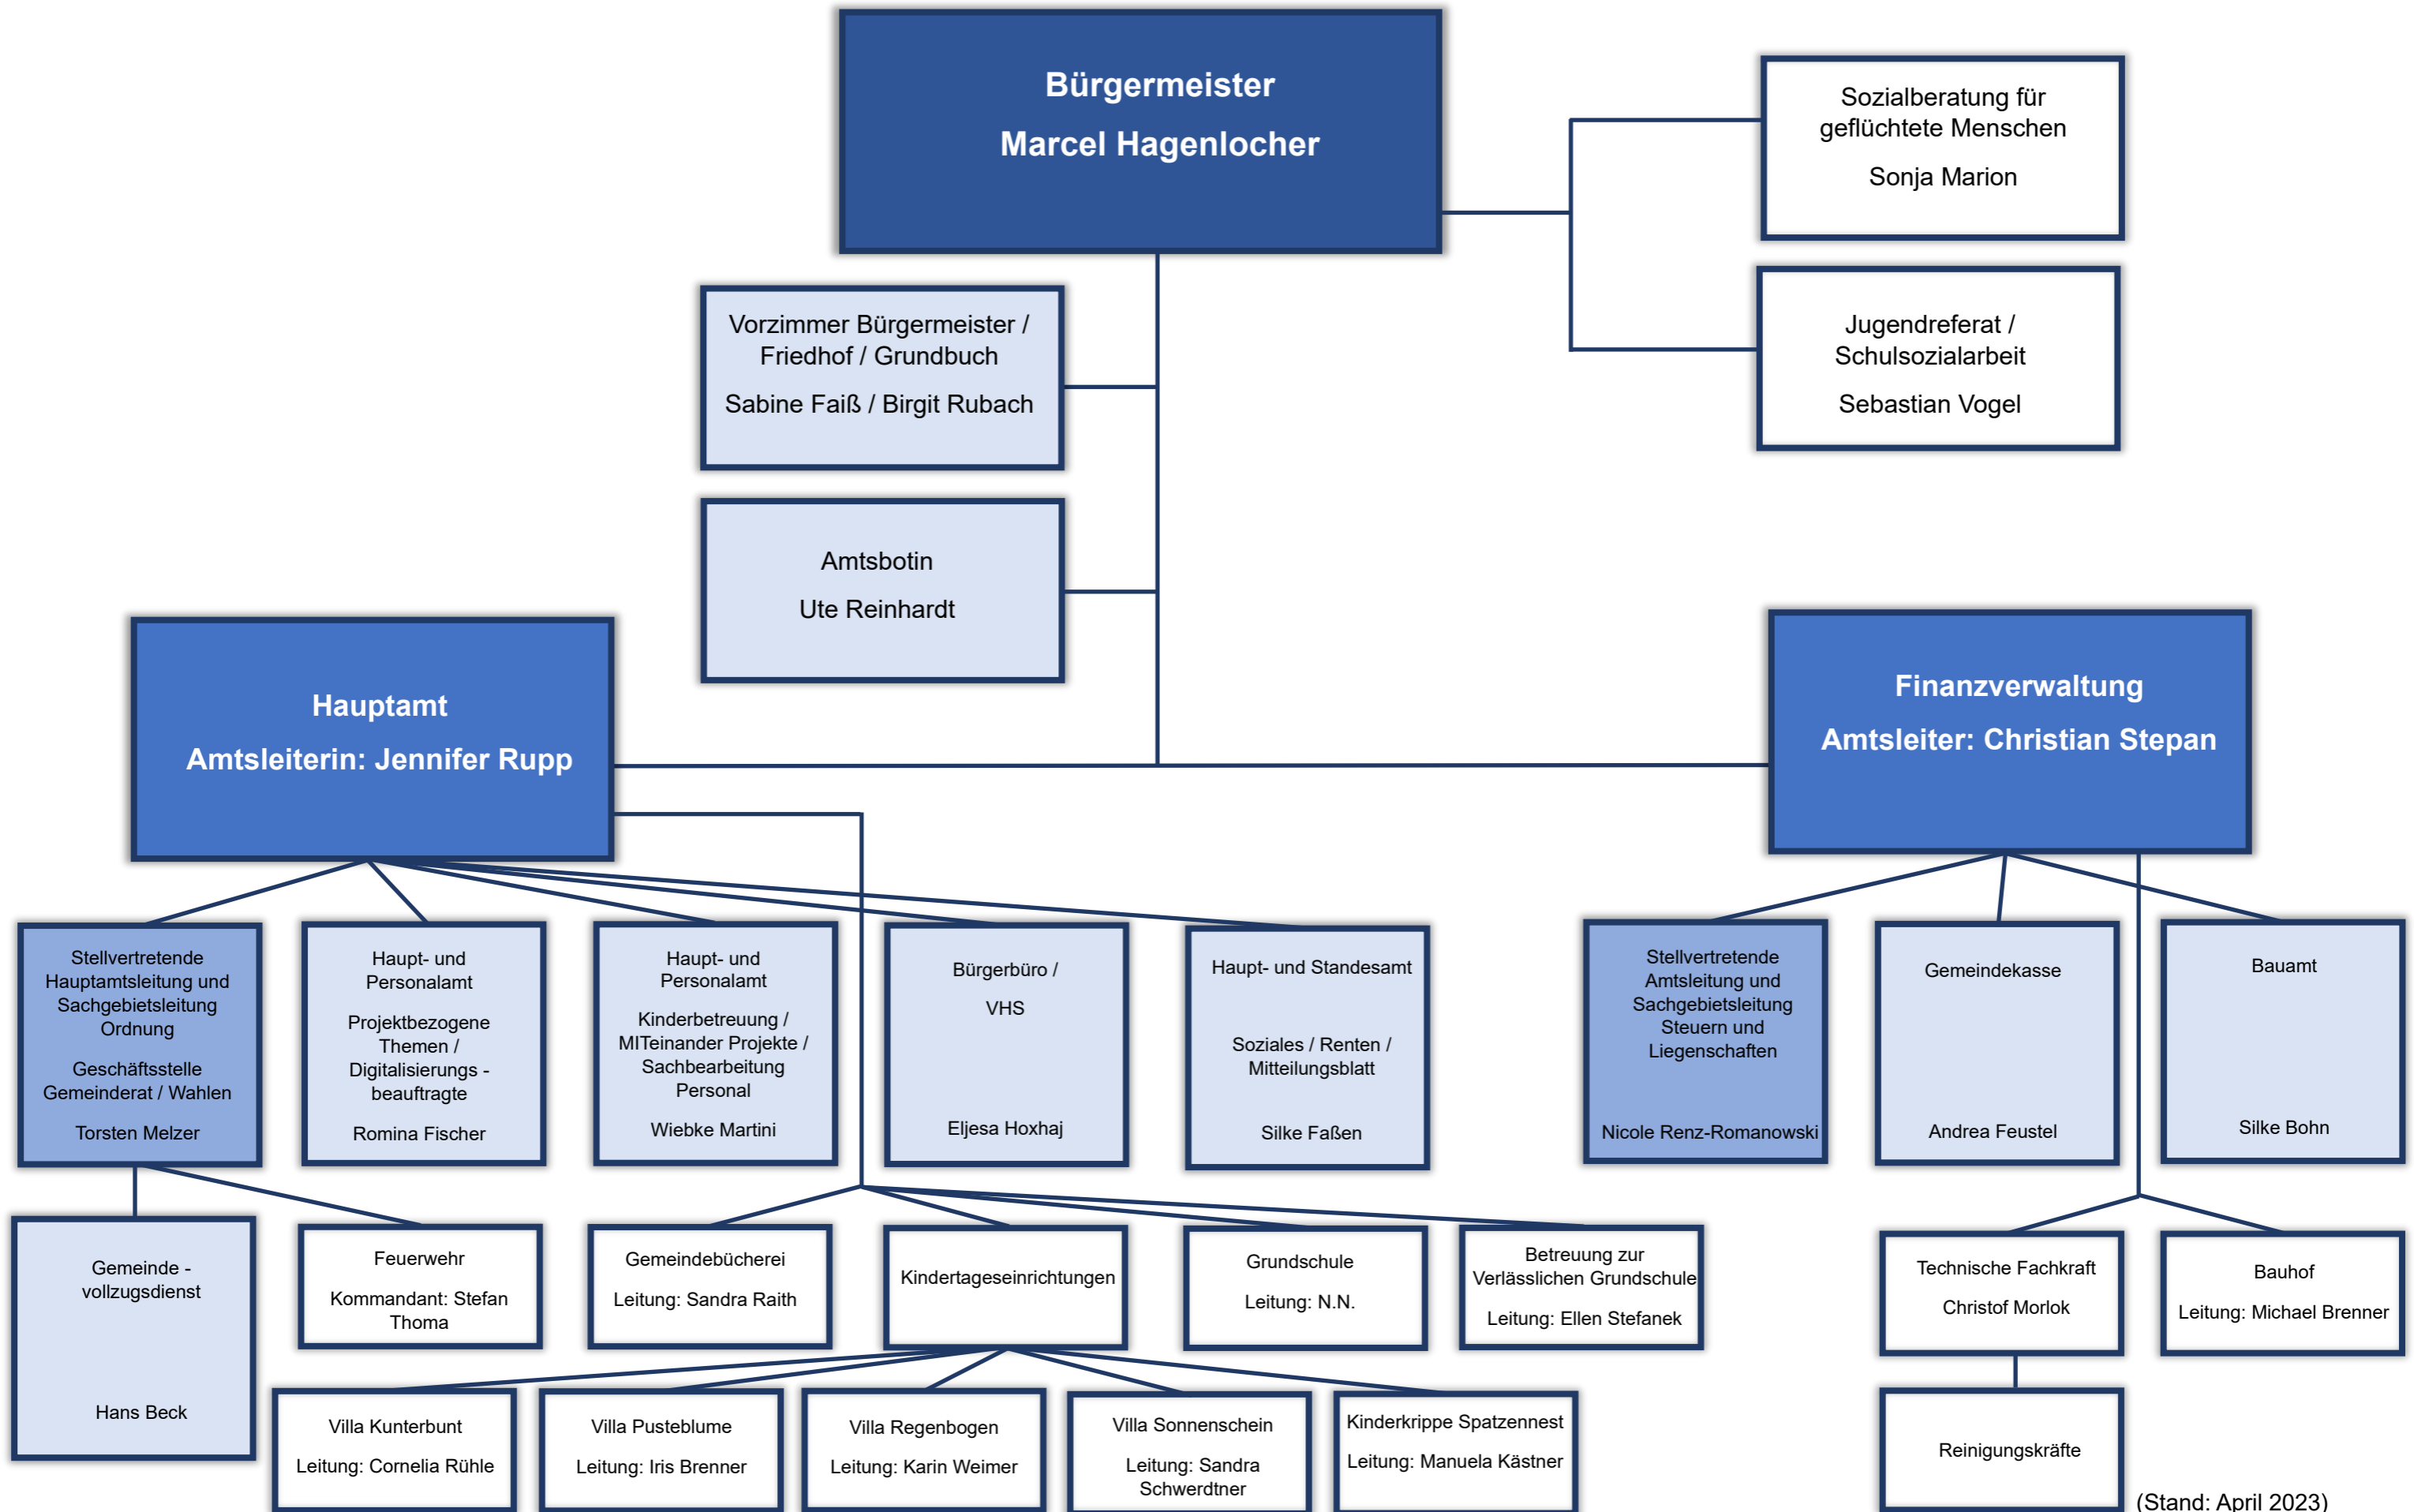 Bürgermeister
Marcel Hagenlocher
Sozialberatung für
geflüchtete Menschen
Sonja Marion
Jugendreferat /
Schulsozialarbeit
Sebastian Vogel
Vorzimmer Bürgermeister /
Friedhof / Grundbuch
Sabine Faiß / Birgit Rubach
Amtsbotin
Ute Reinhardt
Hauptamt
Amtsleiterin: Jennifer Rupp
Finanzverwaltung
Amtsleiter: Christian Stepan
Stellvertretende
Hauptamtsleitung und
Sachgebietsleitung
Ordnung
Geschäftsstelle
Gemeinderat / Wahlen
Torsten Melzer
Haupt- und
Personalamt
Projektbezogene
Themen /
Digitalisierungs -
beauftragte
Romina Fischer
Haupt- und
Personalamt
Kinderbetreuung /
MITeinander Projekte /
Sachbearbeitung
Personal
Wiebke Martini
Bürgerbüro /
VHS
Eljesa Hoxhaj
Haupt- und Standesamt
Soziales / Renten /
Mitteilungsblatt
Silke Faßen
Stellvertretende
Amtsleitung und
Sachgebietsleitung
Steuern und
Liegenschaften
Nicole Renz-Romanowski
Gemeindekasse
Andrea Feustel
Bauamt
Silke Bohn
Gemeinde -
vollzugsdienst
Hans Beck
Feuerwehr
Kommandant: Stefan
Thoma
Gemeindebücherei
Leitung: Sandra Raith
Kindertageseinrichtungen
Grundschule
Leitung: N.N.
Betreuung zur
Verlässlichen Grundschule
Leitung: Ellen Stefanek
Technische Fachkraft
Christof Morlok
Bauhof
Leitung: Michael Brenner
Villa Kunterbunt
Leitung: Cornelia Rühle
Villa Pusteblume
Leitung: Iris Brenner
Villa Regenbogen
Leitung: Karin Weimer
Villa Sonnenschein
Leitung: Sandra
Schwerdtner
Kinderkrippe Spatzennest
Leitung: Manuela Kästner
Reinigungskräfte
(Stand: April 2023)